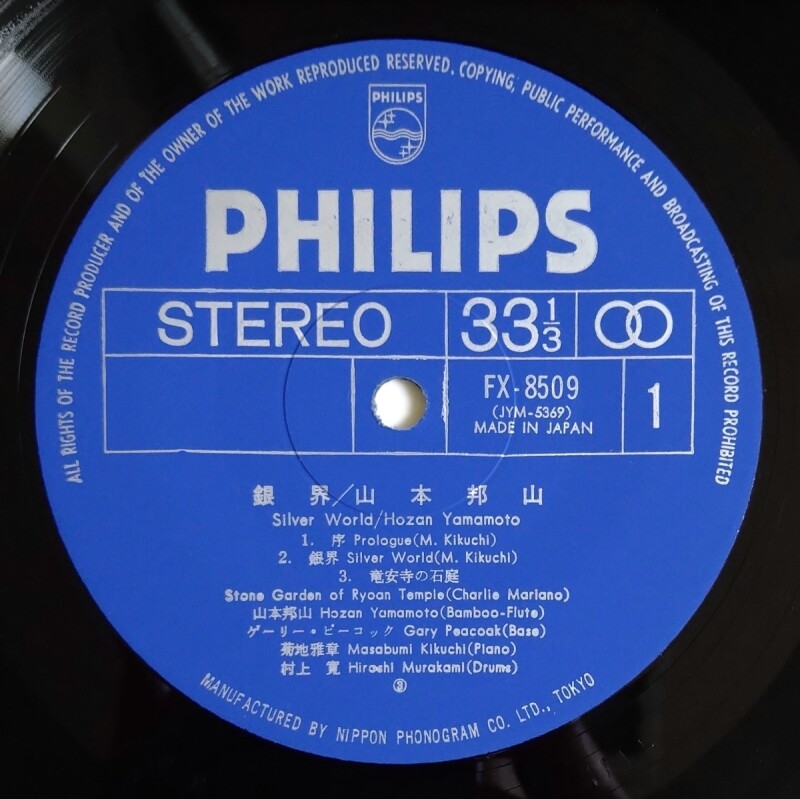 ALL RIGHTS OF THE RECORD PRODUCER AND OF THE OWNER OF THE WORK REPRODUCED RESERVED. COPYING, PUBLIC PERFORMANCE AND BROADCASTING OF THIS RECORD PROHIBITED
PHILIPS
PHILIPS
STEREO 33 1/3
FX-8509 1
(JYM-5369)
MADE IN JAPAN
銀 界/山 本 邦 山
Silver World/Hozan Yamamoto
1. 序 Prologue(M. Kikuchi)
2. 銀界 Silver World(M. Kikuchi)
3. 竜安寺の石庭
Stone Garden of Ryoan Temple(Charlie Mariano)
山本邦山 Hozan Yamamoto(Bamboo-Flute)
ゲーリー・ピーコック Gary Peacoak(Base)
菊地雅章 Masabumi Kikuchi(Piano)
村上 寛 Hiroshi Murakami(Drums)
③
MANUFACTURED BY NIPPON PHONOGRAM CO. LTD., TOKYO